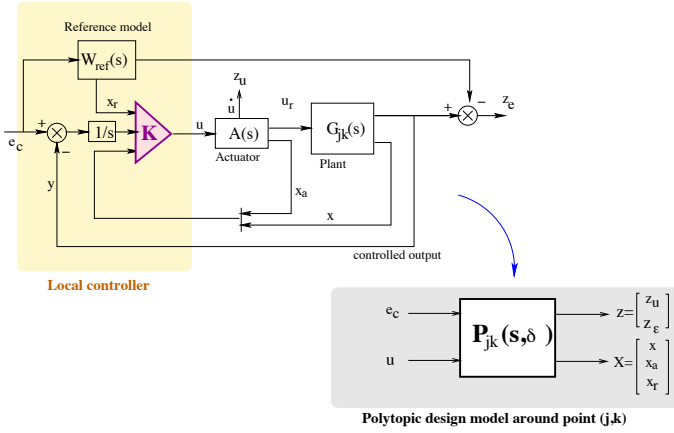 Reference model
W_ref(s)
z_u
x_r
u̇
u_r
z_e
+
−
+
1/s
K
u
A(s)
G_jk(s)
+
−
e_c
−
Actuator
Plant
y
x_a
x
controlled output
Local controller
e_c
u
P_jk(s,δ)
z=[z_u
z_ε]
X=[x
x_a
x_r]
Polytopic design model around point (j,k)